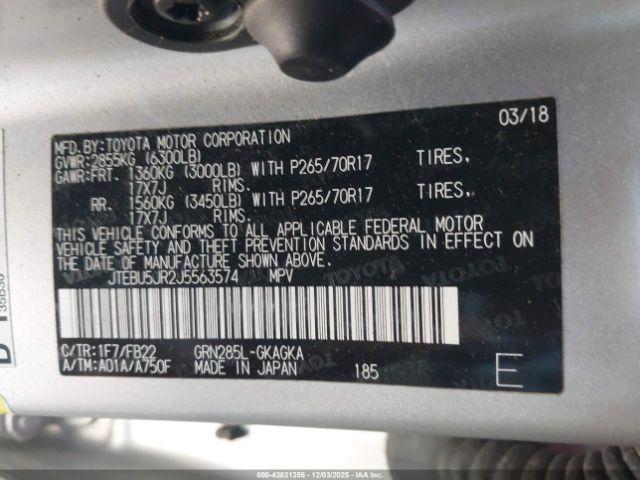 03/18
MFD.BY:TOYOTA MOTOR CORPORATION
GVWR:2855KG (6300LB)
GAWR:FRT. 1360KG (3000LB) WITH P265/70R17 TIRES,
17X7J RIMS.
RR. 1560KG (3450LB) WITH P265/70R17 TIRES,
17X7J RIMS.
THIS VEHICLE CONFORMS TO ALL APPLICABLE FEDERAL MOTOR
VEHICLE SAFETY AND THEFT PREVENTION STANDARDS IN EFFECT ON
THE DATE OF MANUFACTURE SHOWN ABOVE.
JTEBU5JR2J5563574 MPV
C/TR:1F7/FB22 GRN285L-GKAGKA
A/TM:A01A/A750F MADE IN JAPAN 185 E
000-43831356 - 12/03/2025 - IAA